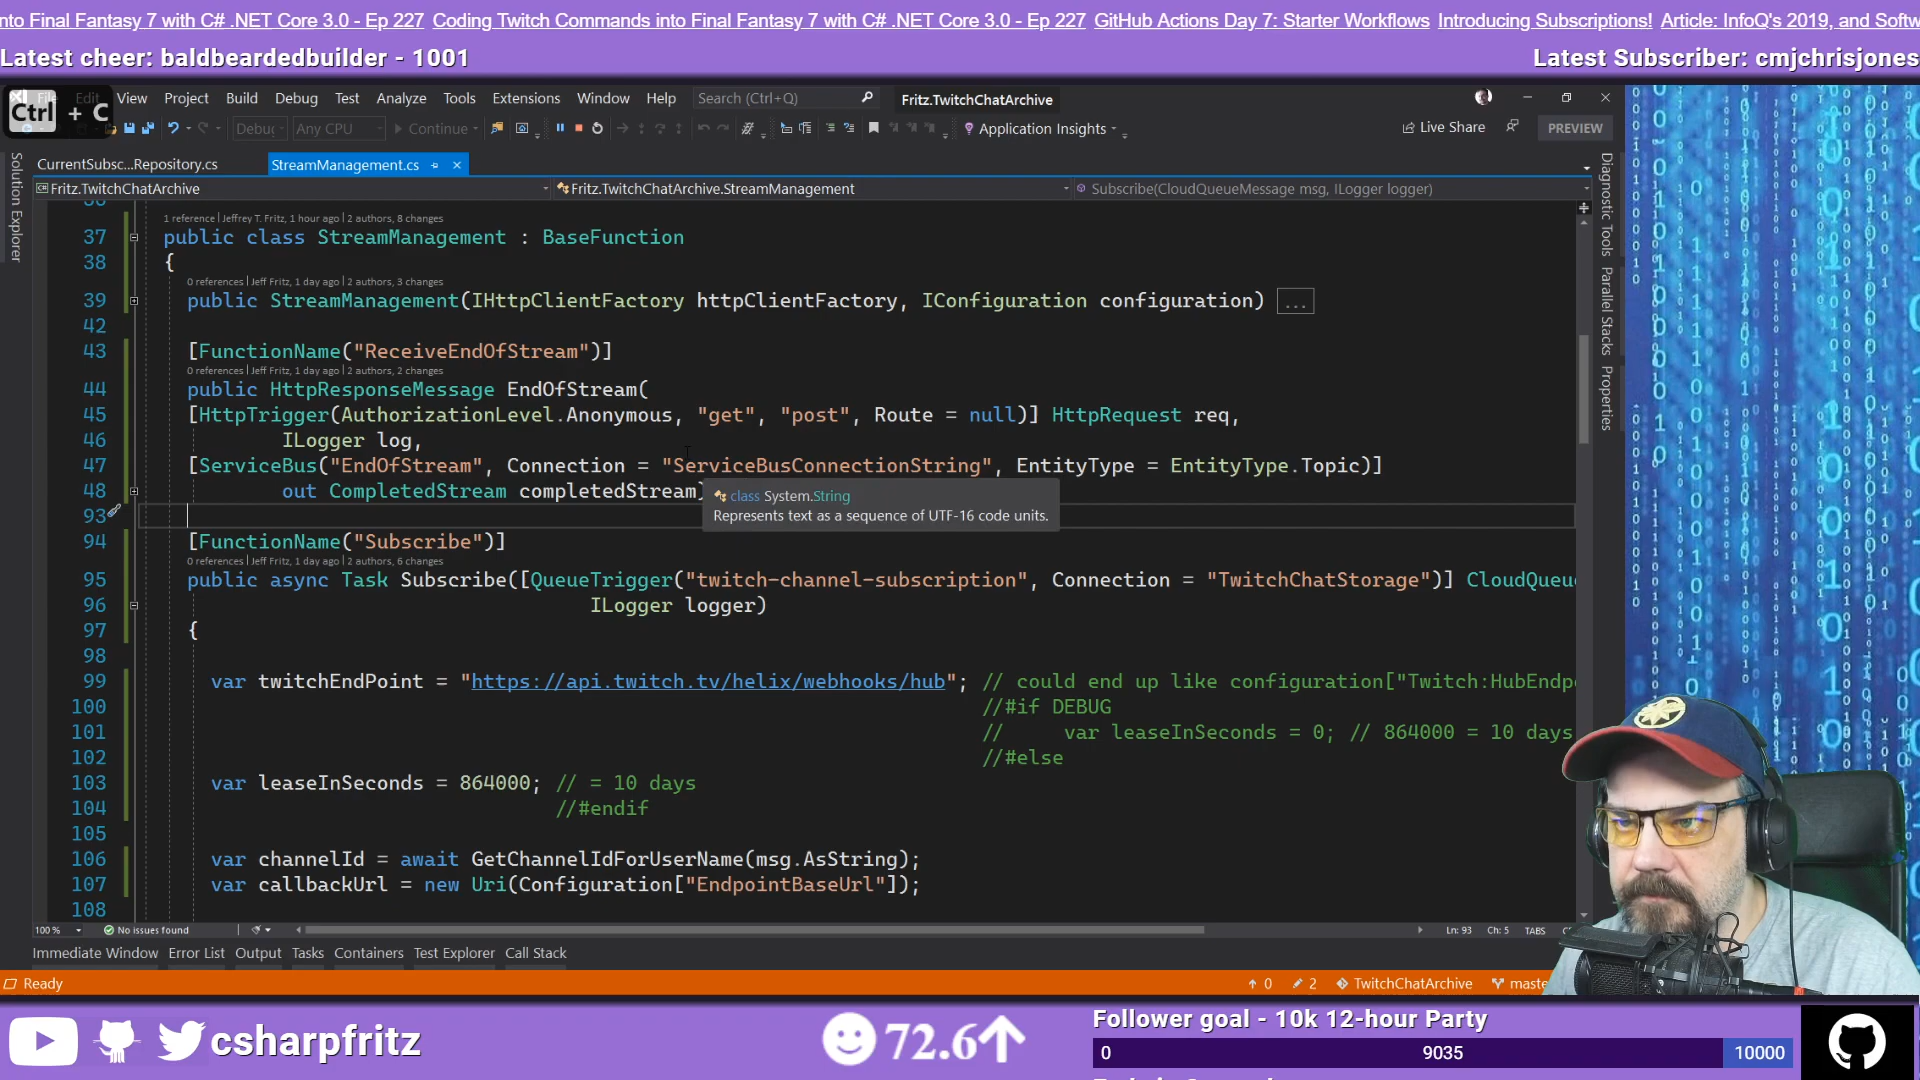 nto Final Fantasy 7 with C# .NET Core 3.0 - Ep 227 Coding Twitch Commands into Final Fantasy 7 with C# .NET Core 3.0 - Ep 227 GitHub Actions Day 7: Starter Workflows Introducing Subscriptions! Article: InfoQ's 2019, and Softw
Latest cheer: baldbeardedbuilder - 1001 Latest Subscriber: cmjchrisjones
Ctrl + C
File Edit View Project Build Debug Test Analyze Tools Extensions Window Help Search (Ctrl+Q) Fritz.TwitchChatArchive
Debug Any CPU Continue Application Insights Live Share PREVIEW
CurrentSubsc...Repository.cs StreamManagement.cs
Fritz.TwitchChatArchive Fritz.TwitchChatArchive.StreamManagement Subscribe(CloudQueueMessage msg, ILogger logger)
Solution Explorer
Diagnostic Tools
Parallel Stacks
Properties
36
1 reference | Jeffrey T. Fritz, 1 hour ago | 2 authors, 8 changes
37 public class StreamManagement : BaseFunction
38 {
0 references | Jeff Fritz, 1 day ago | 2 authors, 3 changes
39 public StreamManagement(IHttpClientFactory httpClientFactory, IConfiguration configuration) ...
42
43 [FunctionName("ReceiveEndOfStream")]
0 references | Jeff Fritz, 1 day ago | 2 authors, 2 changes
44 public HttpResponseMessage EndOfStream(
45 [HttpTrigger(AuthorizationLevel.Anonymous, "get", "post", Route = null)] HttpRequest req,
46 ILogger log,
47 [ServiceBus("EndOfStream", Connection = "ServiceBusConnectionString", EntityType = EntityType.Topic)]
48 out CompletedStream completedStream)
class System.String
Represents text as a sequence of UTF-16 code units.
93
94 [FunctionName("Subscribe")]
0 references | Jeff Fritz, 1 day ago | 2 authors, 6 changes
95 public async Task Subscribe([QueueTrigger("twitch-channel-subscription", Connection = "TwitchChatStorage")] CloudQueu
96 ILogger logger)
97 {
98
99 var twitchEndPoint = "https://api.twitch.tv/helix/webhooks/hub"; // could end up like configuration["Twitch:HubEndp
100 //#if DEBUG
101 // var leaseInSeconds = 0; // 864000 = 10 days
102 //#else
103 var leaseInSeconds = 864000; // = 10 days
104 //#endif
105
106 var channelId = await GetChannelIdForUserName(msg.AsString);
107 var callbackUrl = new Uri(Configuration["EndpointBaseUrl"]);
108
100 % No issues found Ln: 93 Ch: 5 TABS
Immediate Window Error List Output Tasks Containers Test Explorer Call Stack
Ready 0 2 TwitchChatArchive maste
csharpfritz 72.6
Follower goal - 10k 12-hour Party
0 9035 10000